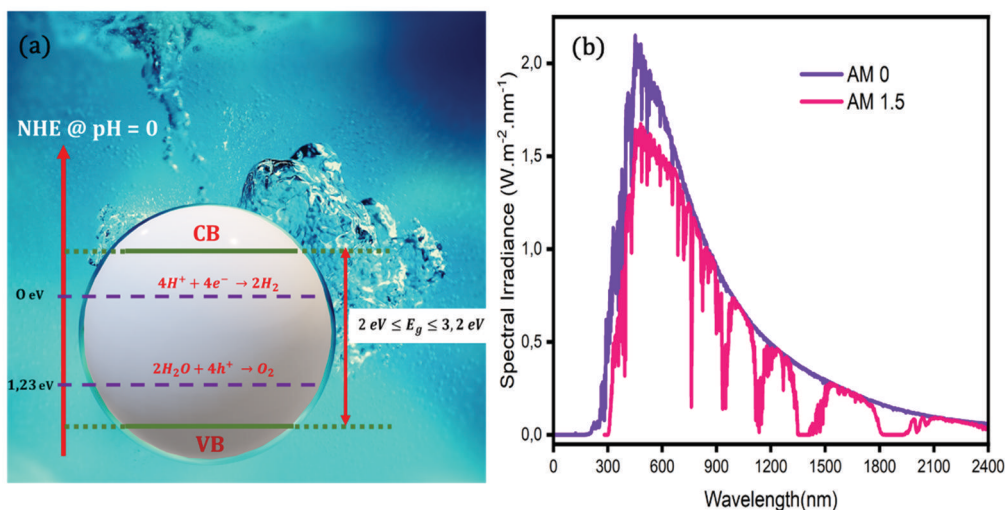 (a)
NHE @ pH = 0
CB
4H⁺ + 4e⁻ → 2H₂
0 eV
2 eV ≤ E_g ≤ 3,2 eV
2H₂O + 4h⁺ → O₂
1,23 eV
VB
(b)
AM 0
AM 1.5
Spectral Irradiance (W.m⁻².nm⁻¹)
2,0
1,5
1,0
0,5
0,0
0 300 600 900 1200 1500 1800 2100 2400
Wavelength(nm)